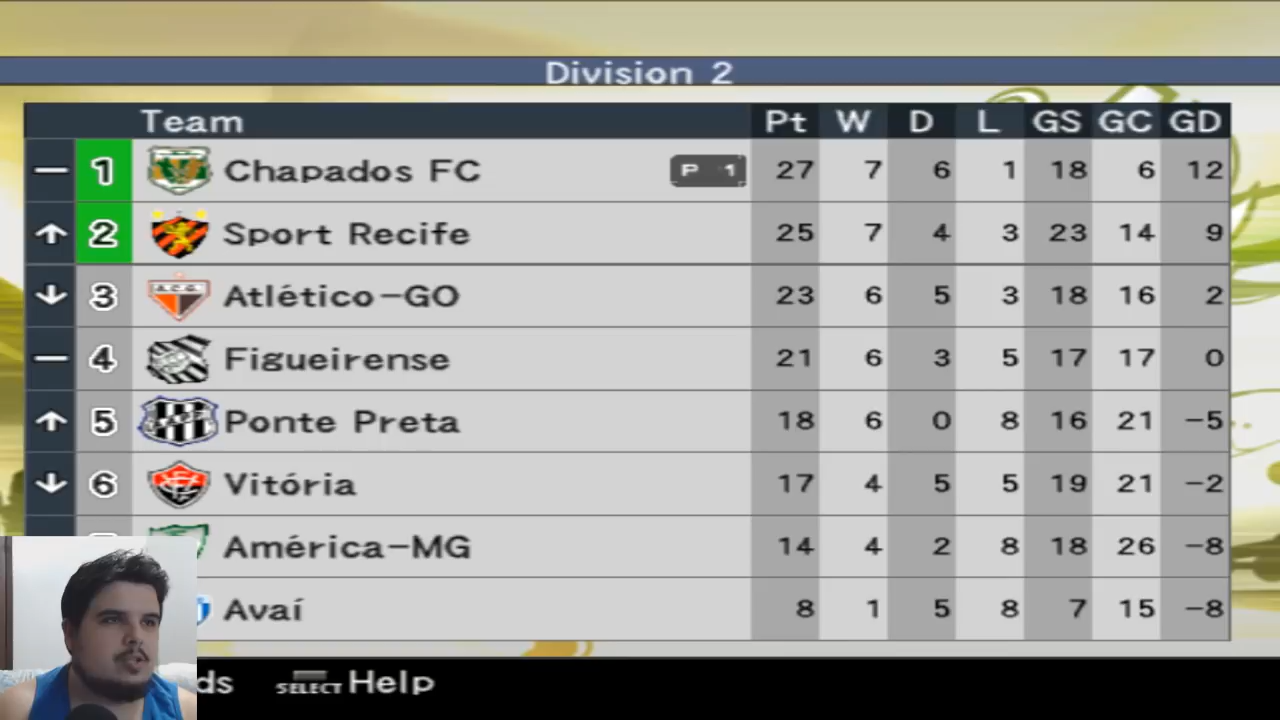 Division 2
Team Pt W D L GS GC GD
1 Chapados FC P 1 27 7 6 1 18 6 12
2 Sport Recife 25 7 4 3 23 14 9
3 A.C.G. Atlético-GO 23 6 5 3 18 16 2
4 Figueirense 21 6 3 5 17 17 0
5 Ponte Preta 18 6 0 8 16 21 -5
6 Vitória 17 4 5 5 19 21 -2
América-MG 14 4 2 8 18 26 -8
Avaí 8 1 5 8 7 15 -8
SELECT Help